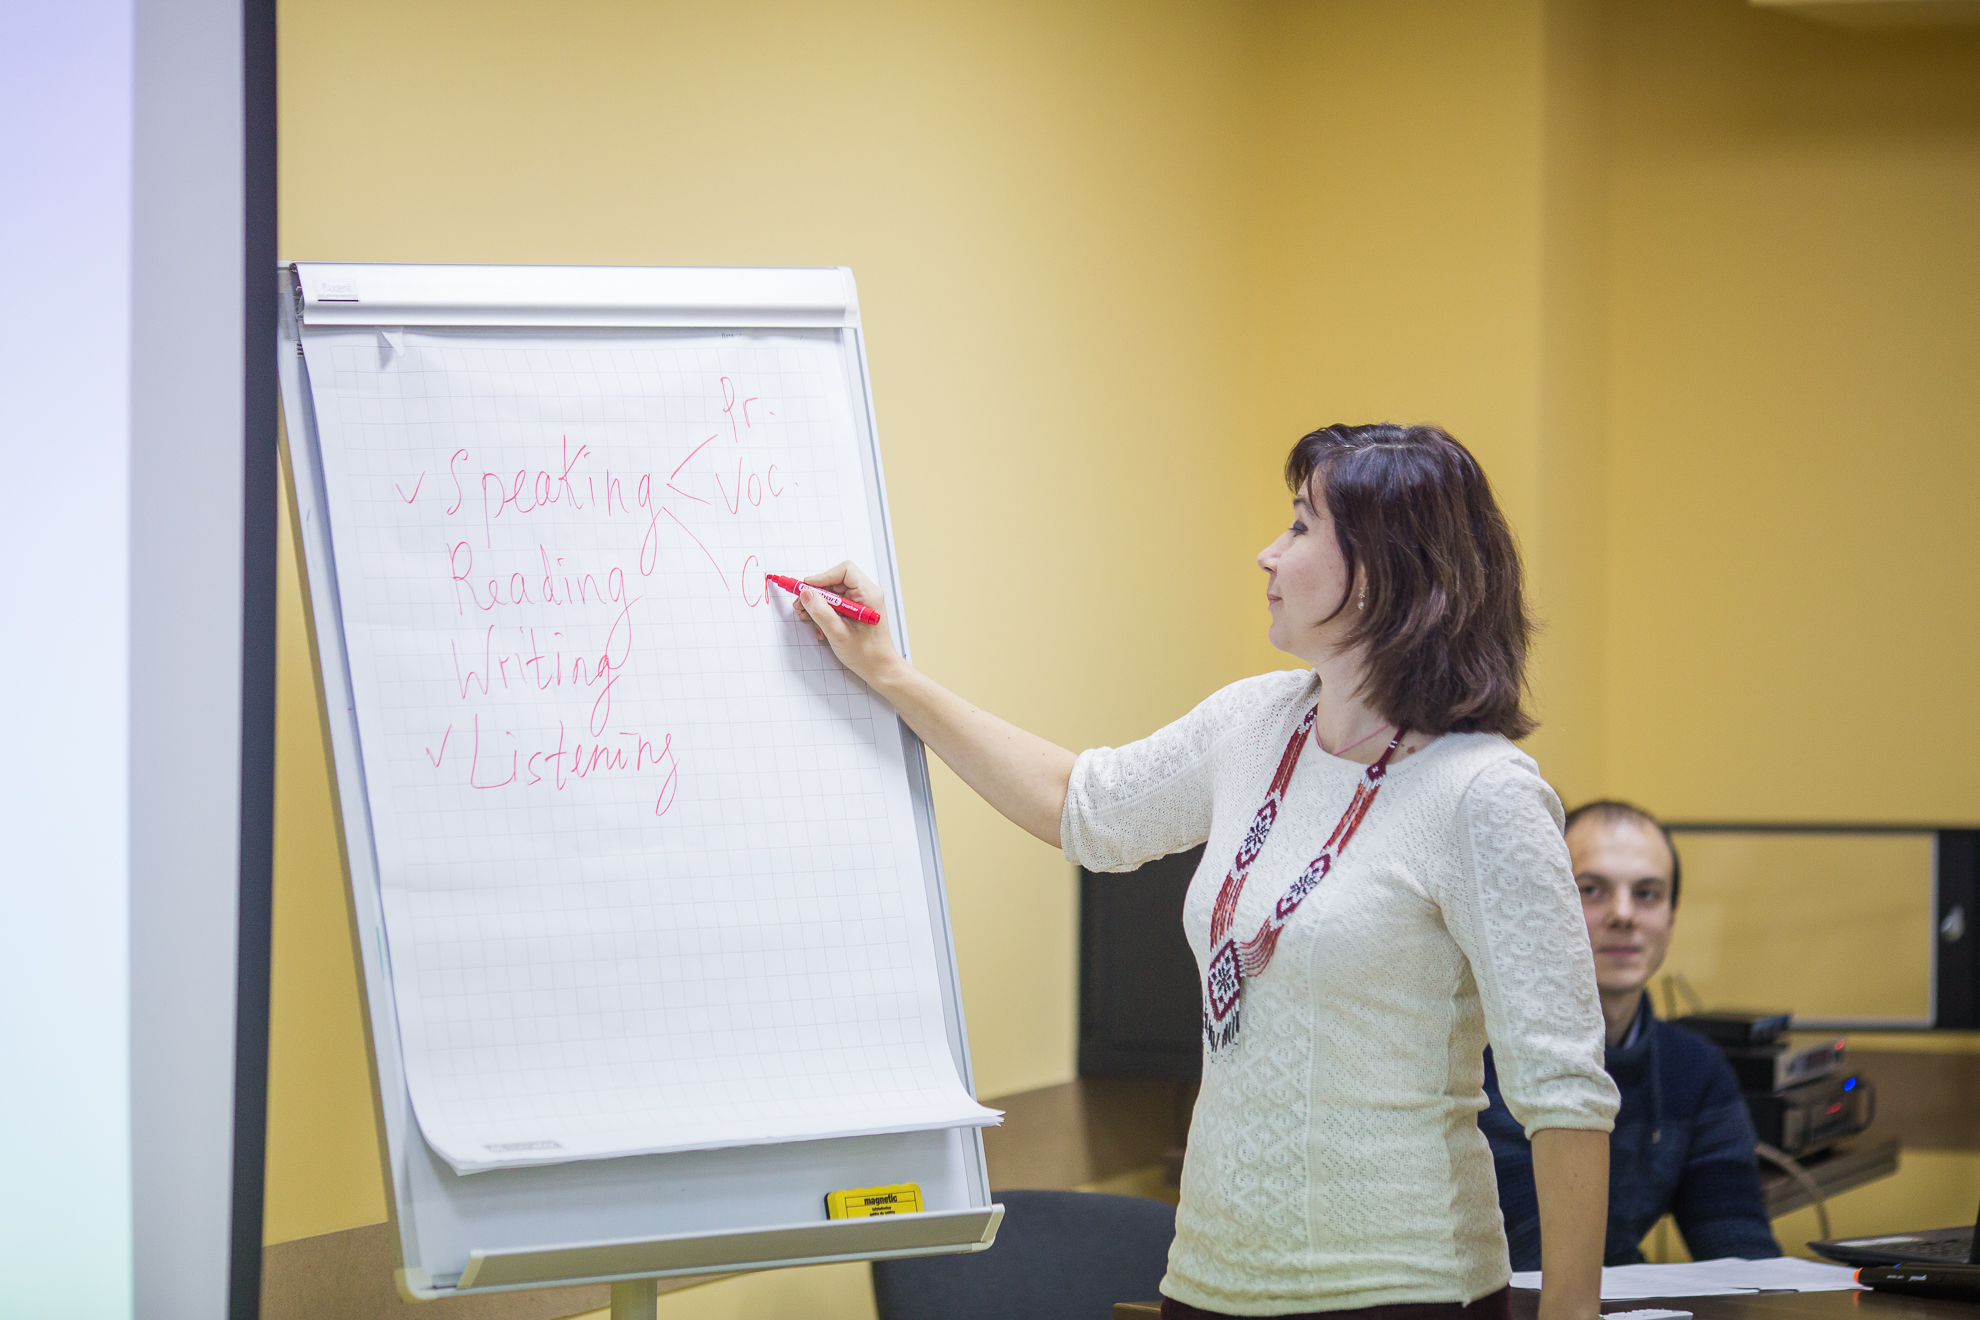 Pr.
✓ Speaking < Voc.
Reading
Writing
✓ Listening
magnetic